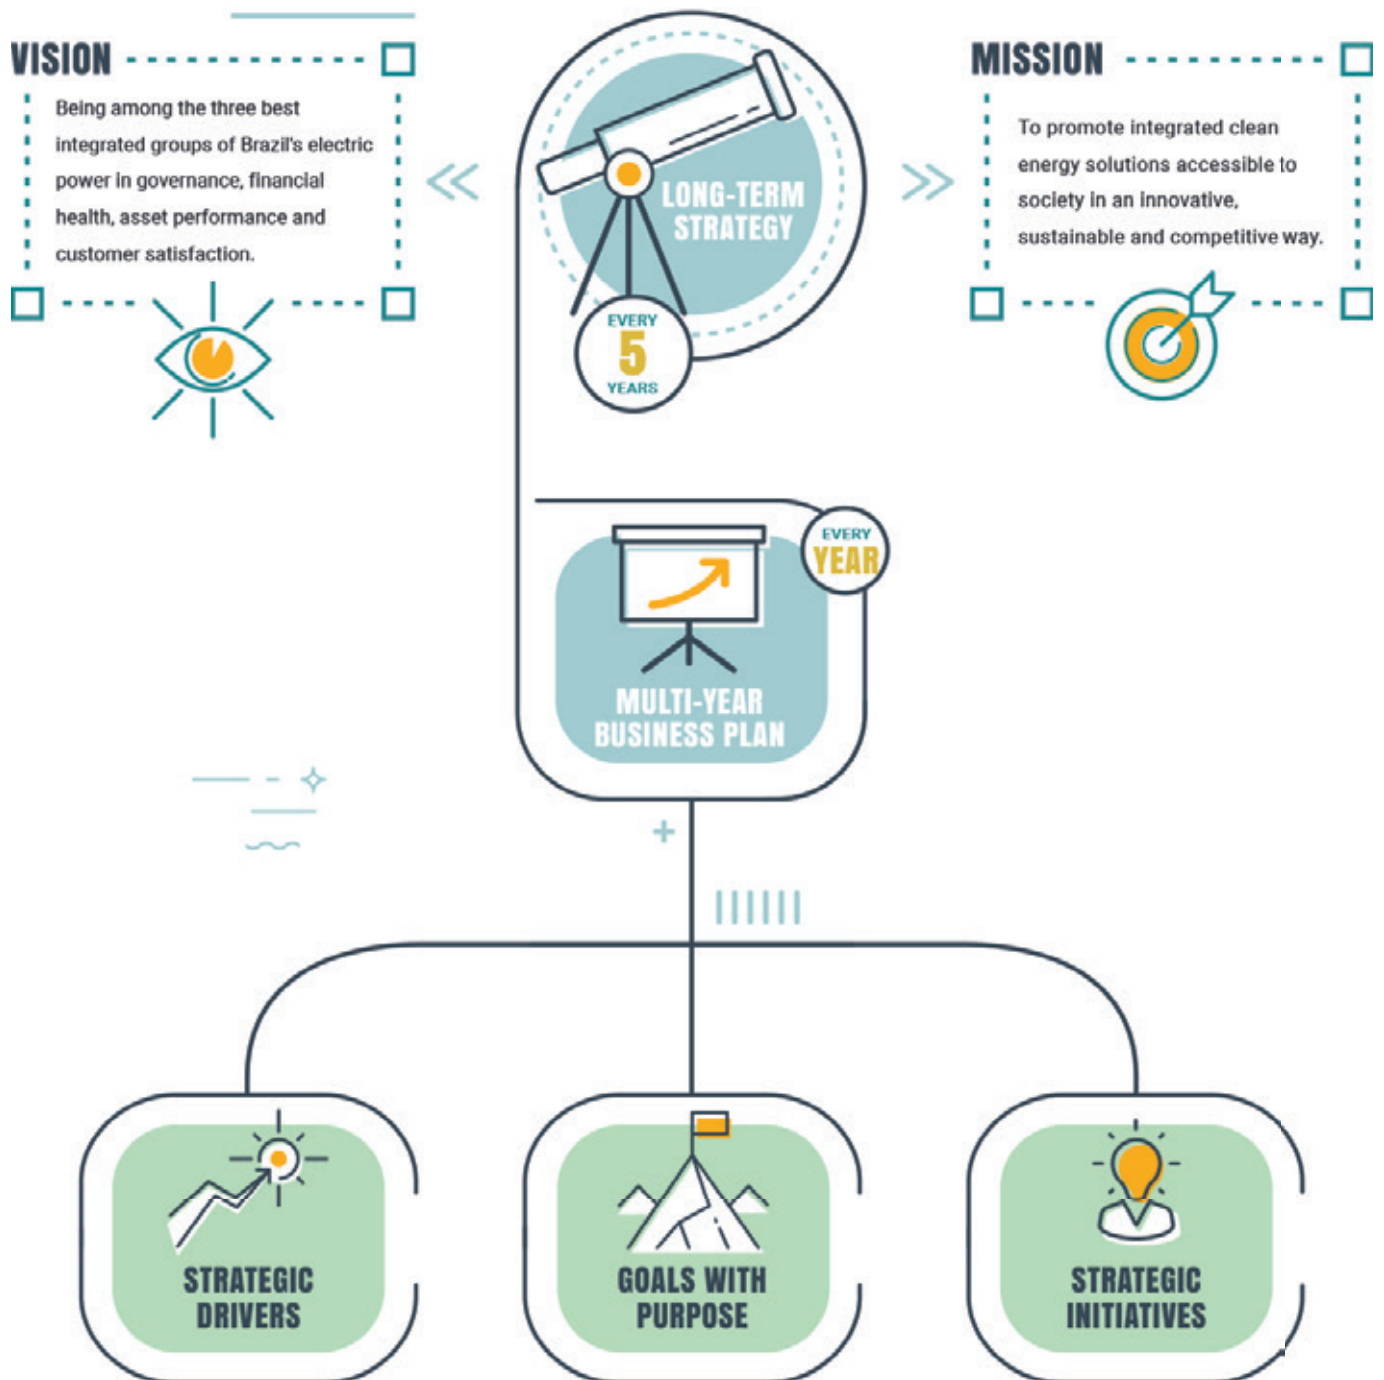 VISION
Being among the three best
integrated groups of Brazil's electric
power in governance, financial
health, asset performance and
customer satisfaction.
LONG-TERM
STRATEGY
EVERY
5
YEARS
MISSION
To promote integrated clean
energy solutions accessible to
society in an innovative,
sustainable and competitive way.
EVERY
YEAR
MULTI-YEAR
BUSINESS PLAN
STRATEGIC
DRIVERS
GOALS WITH
PURPOSE
STRATEGIC
INITIATIVES